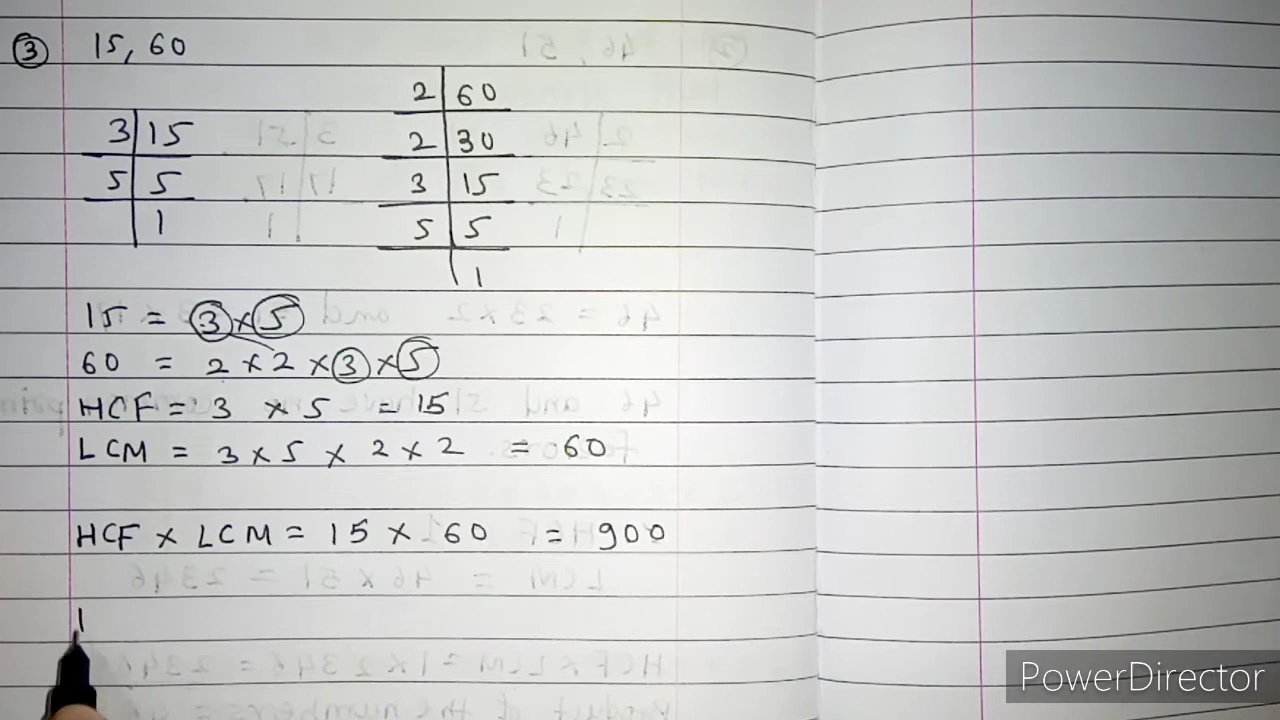 ③ 15, 60
3 | 15
5 | 5
1
2 | 60
2 | 30
3 | 15
5 | 5
1
15 = 3 × 5
60 = 2 × 2 × 3 × 5
HCF = 3 × 5 = 15
LCM = 3 × 5 × 2 × 2 = 60
HCF × LCM = 15 × 60 = 900
1
PowerDirector